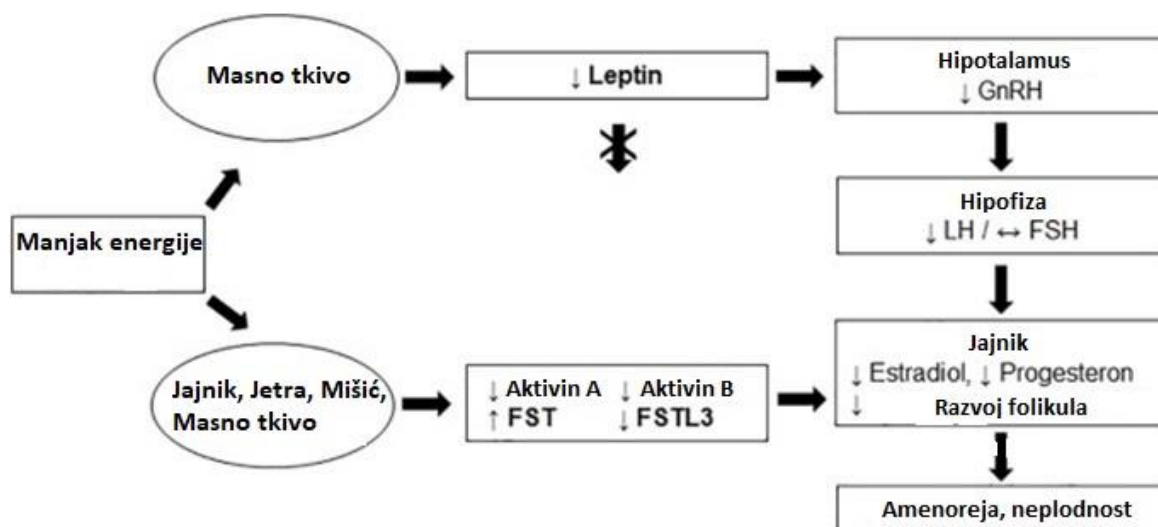 Masno tkivo
↓ Leptin
Hipotalamus
↓ GnRH
Hipofiza
↓ LH / ↔ FSH
Manjak energije
Jajnik, Jetra, Mišić,
Masno tkivo
↓ Aktivin A ↓ Aktivin B
↑ FST ↓ FSTL3
Jajnik
↓ Estradiol, ↓ Progesteron
↓ Razvoj folikula
Amenoreja, neplodnost